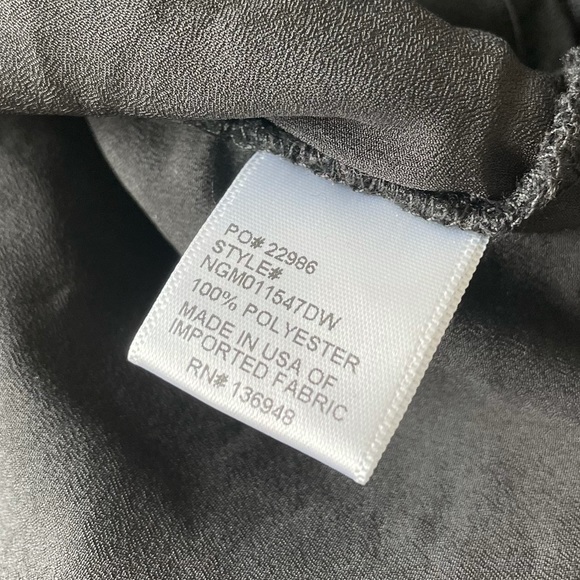 PO# 22986
STYLE#
NGM011547DW
100% POLYESTER
MADE IN USA OF
IMPORTED FABRIC
RN# 136948